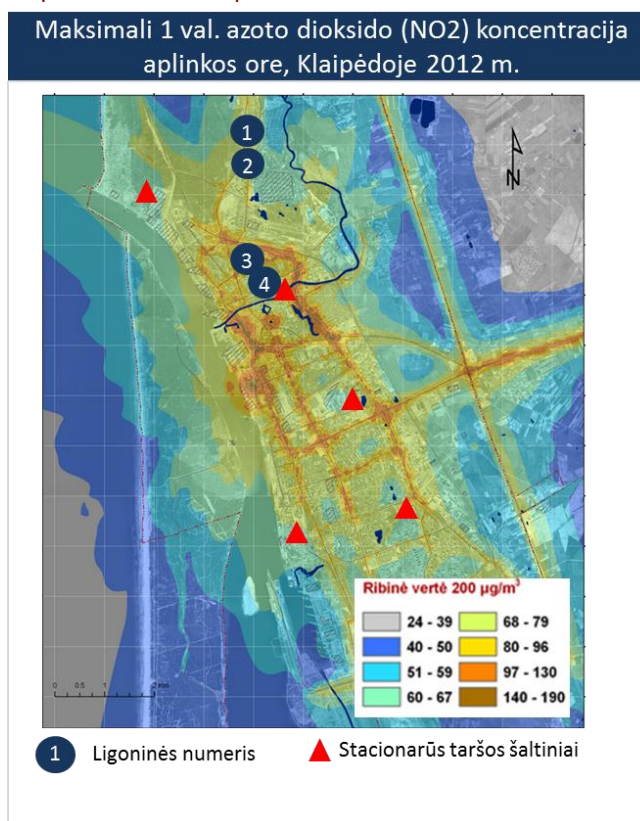 Maksimali 1 val. azoto dioksido (NO2) koncentracija
aplinkos ore, Klaipėdoje 2012 m.
1
2
N
3
4
Ribinė vertė 200 µg/m³
24 - 39 68 - 79
40 - 50 80 - 96
51 - 59 97 - 130
60 - 67 140 - 190
0 0.5 1 2 km
1 Ligoninės numeris Stacionarūs taršos šaltiniai